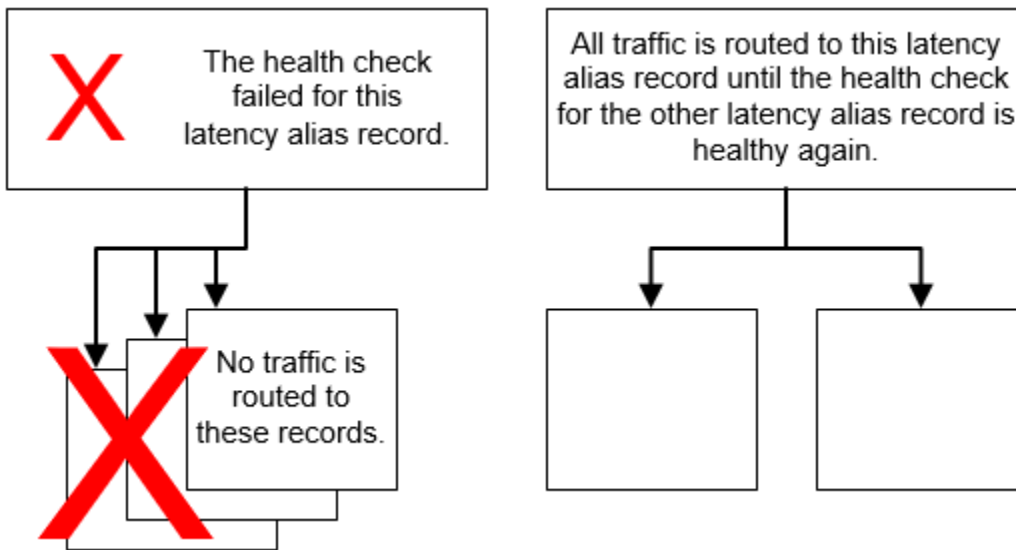 The health check
failed for this
latency alias record.
All traffic is routed to this latency
alias record until the health check
for the other latency alias record is
healthy again.
No traffic is
routed to
these records.